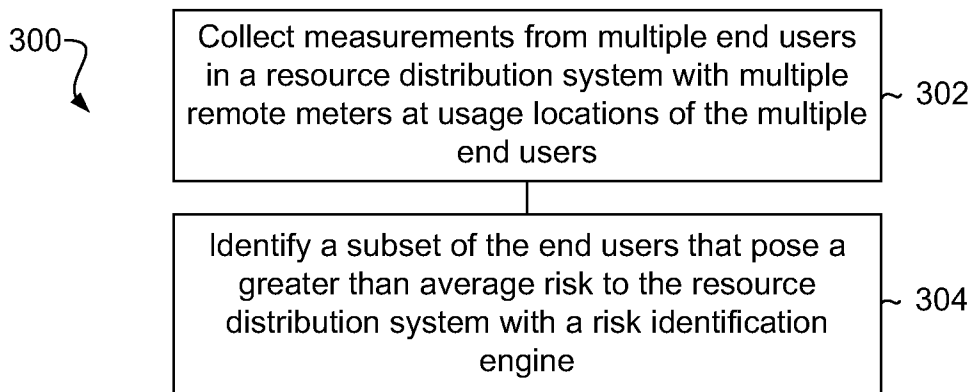 300
Collect measurements from multiple end users
in a resource distribution system with multiple
remote meters at usage locations of the multiple
end users
302
Identify a subset of the end users that pose a
greater than average risk to the resource
distribution system with a risk identification
engine
304